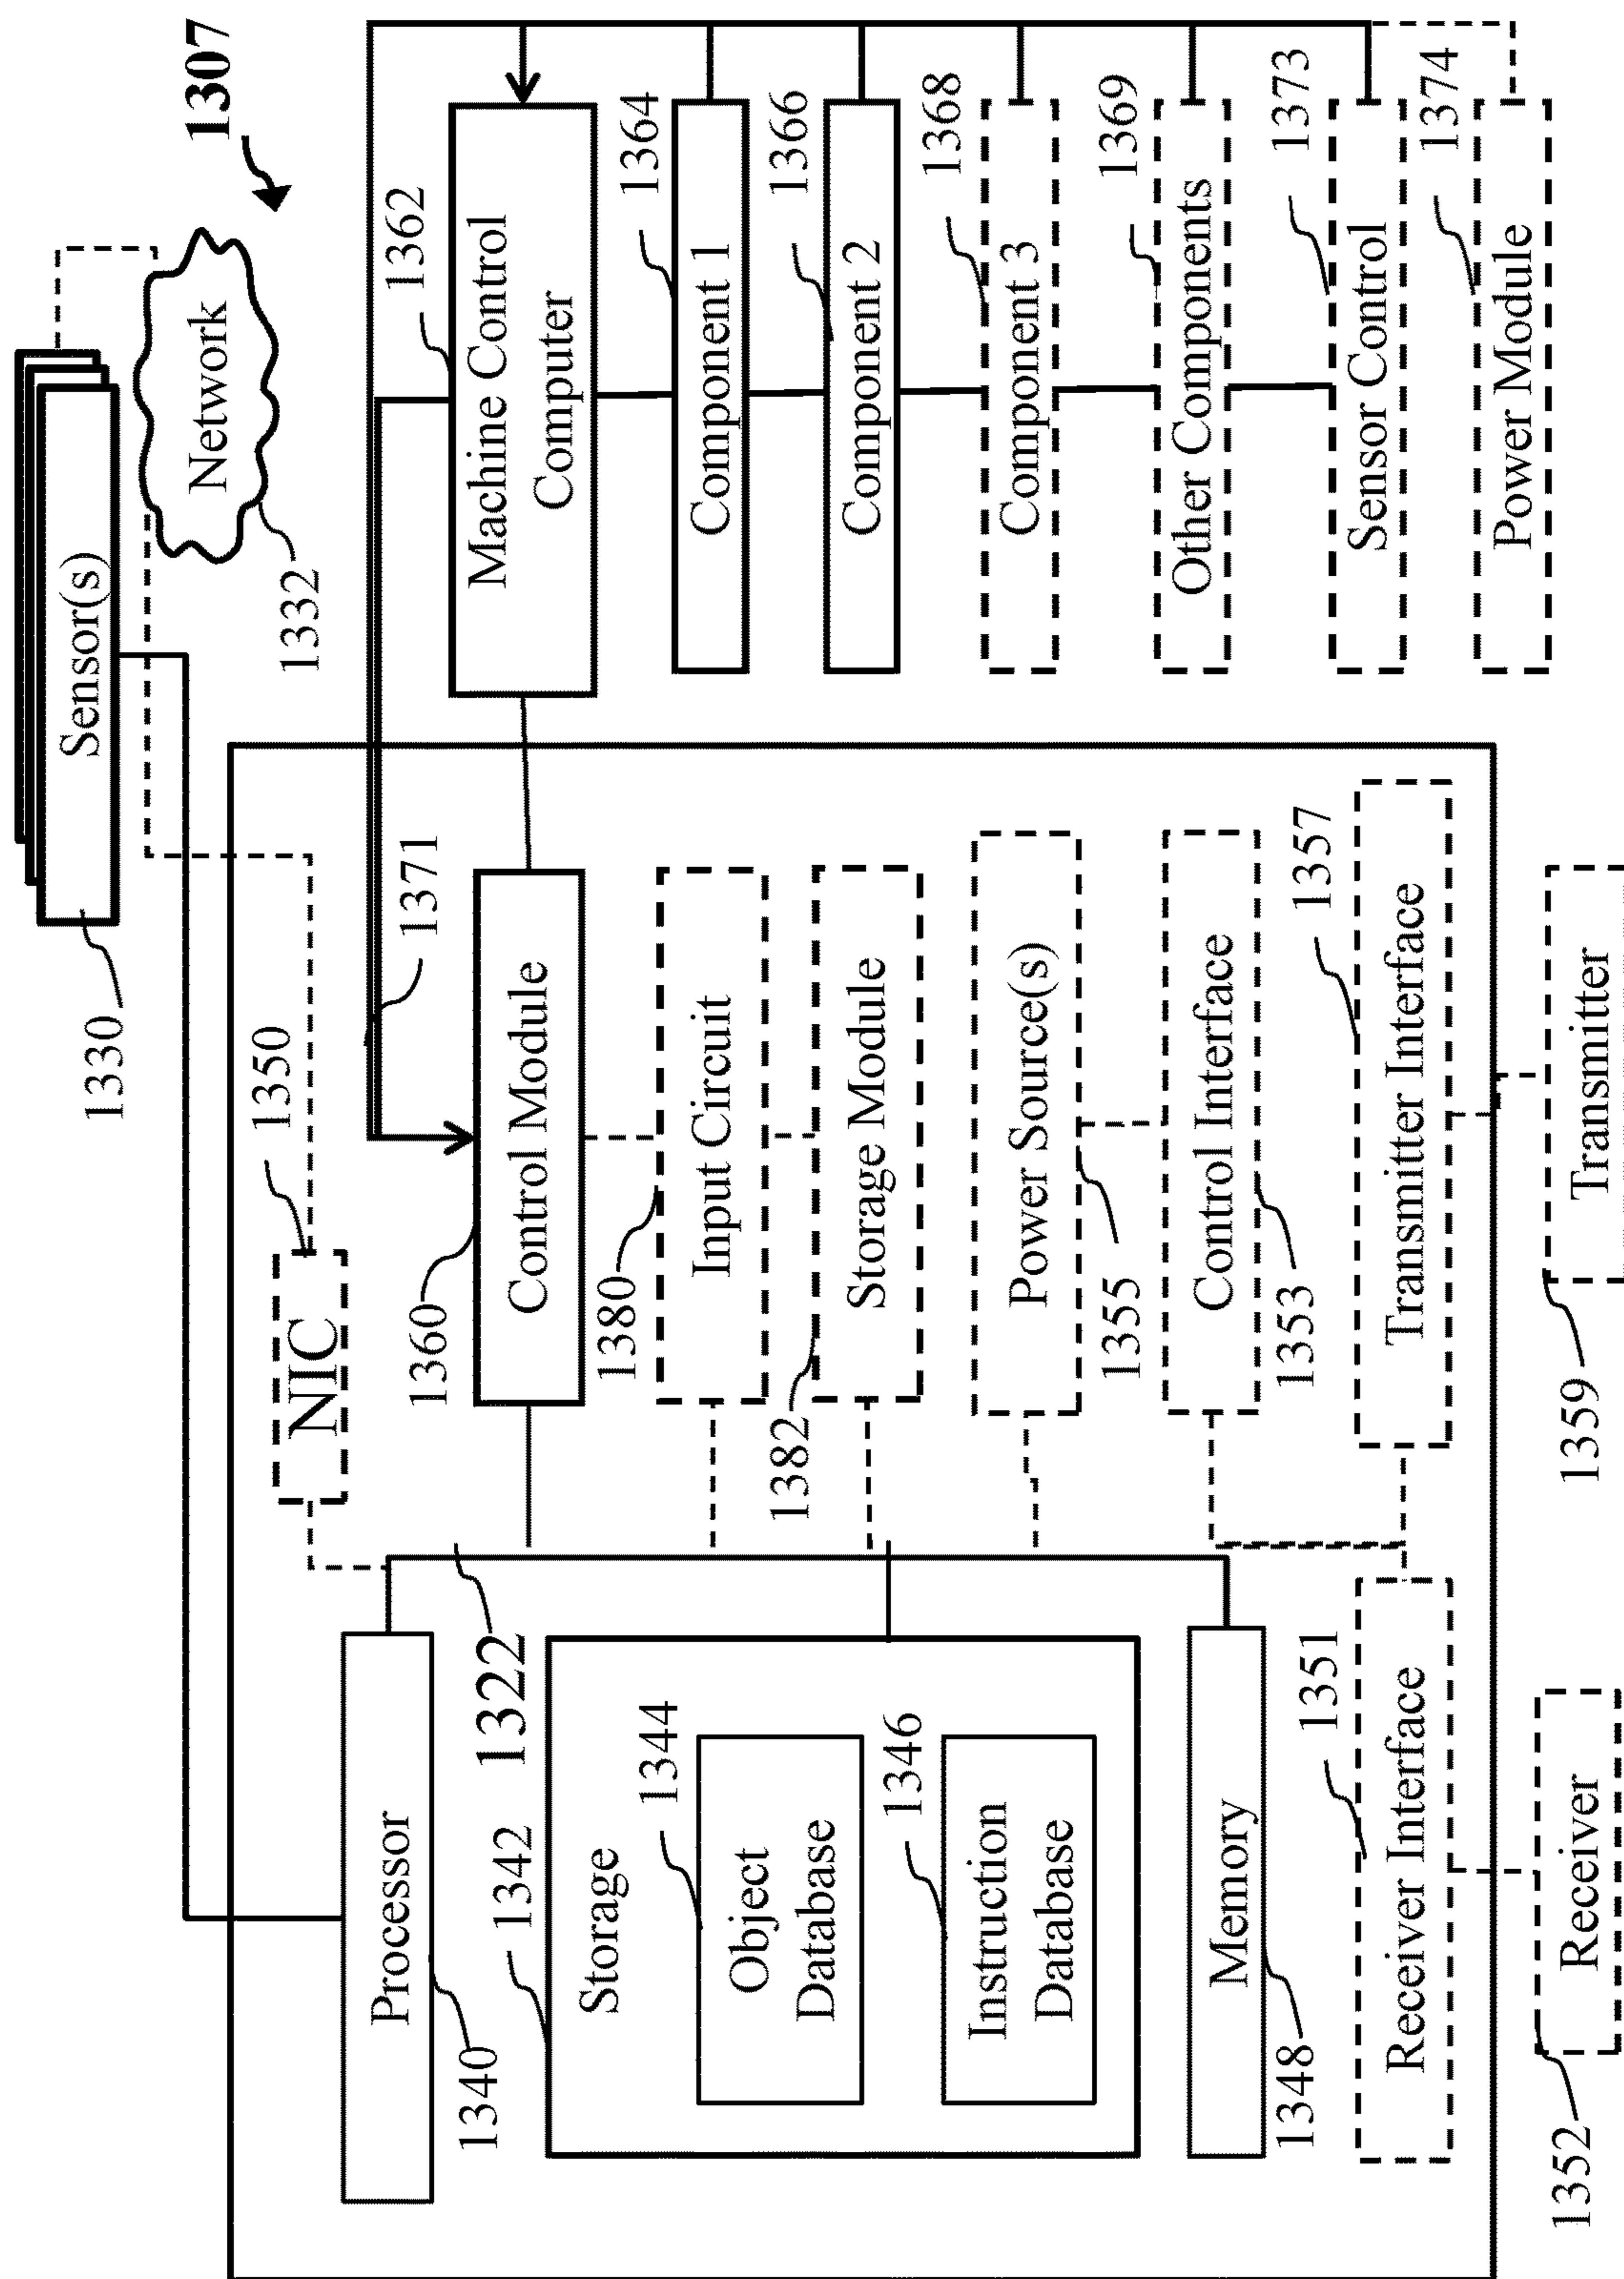 1307
Sensor(s)
1330
Network
1332
1350
NIC
1371
Processor
1340
1322
1342
Storage
1344
Object
Database
1346
Instruction
Database
Memory
1348
1351
Receiver Interface
Receiver
1352
1360
Control Module
1380
Input Circuit
1382
Storage Module
Power Source(s)
1355
Control Interface
1353
1357
Transmitter Interface
Transmitter
1359
1362
Machine Control
Computer
1364
Component 1
1366
Component 2
1368
Component 3
1369
Other Components
1373
Sensor Control
1374
Power Module